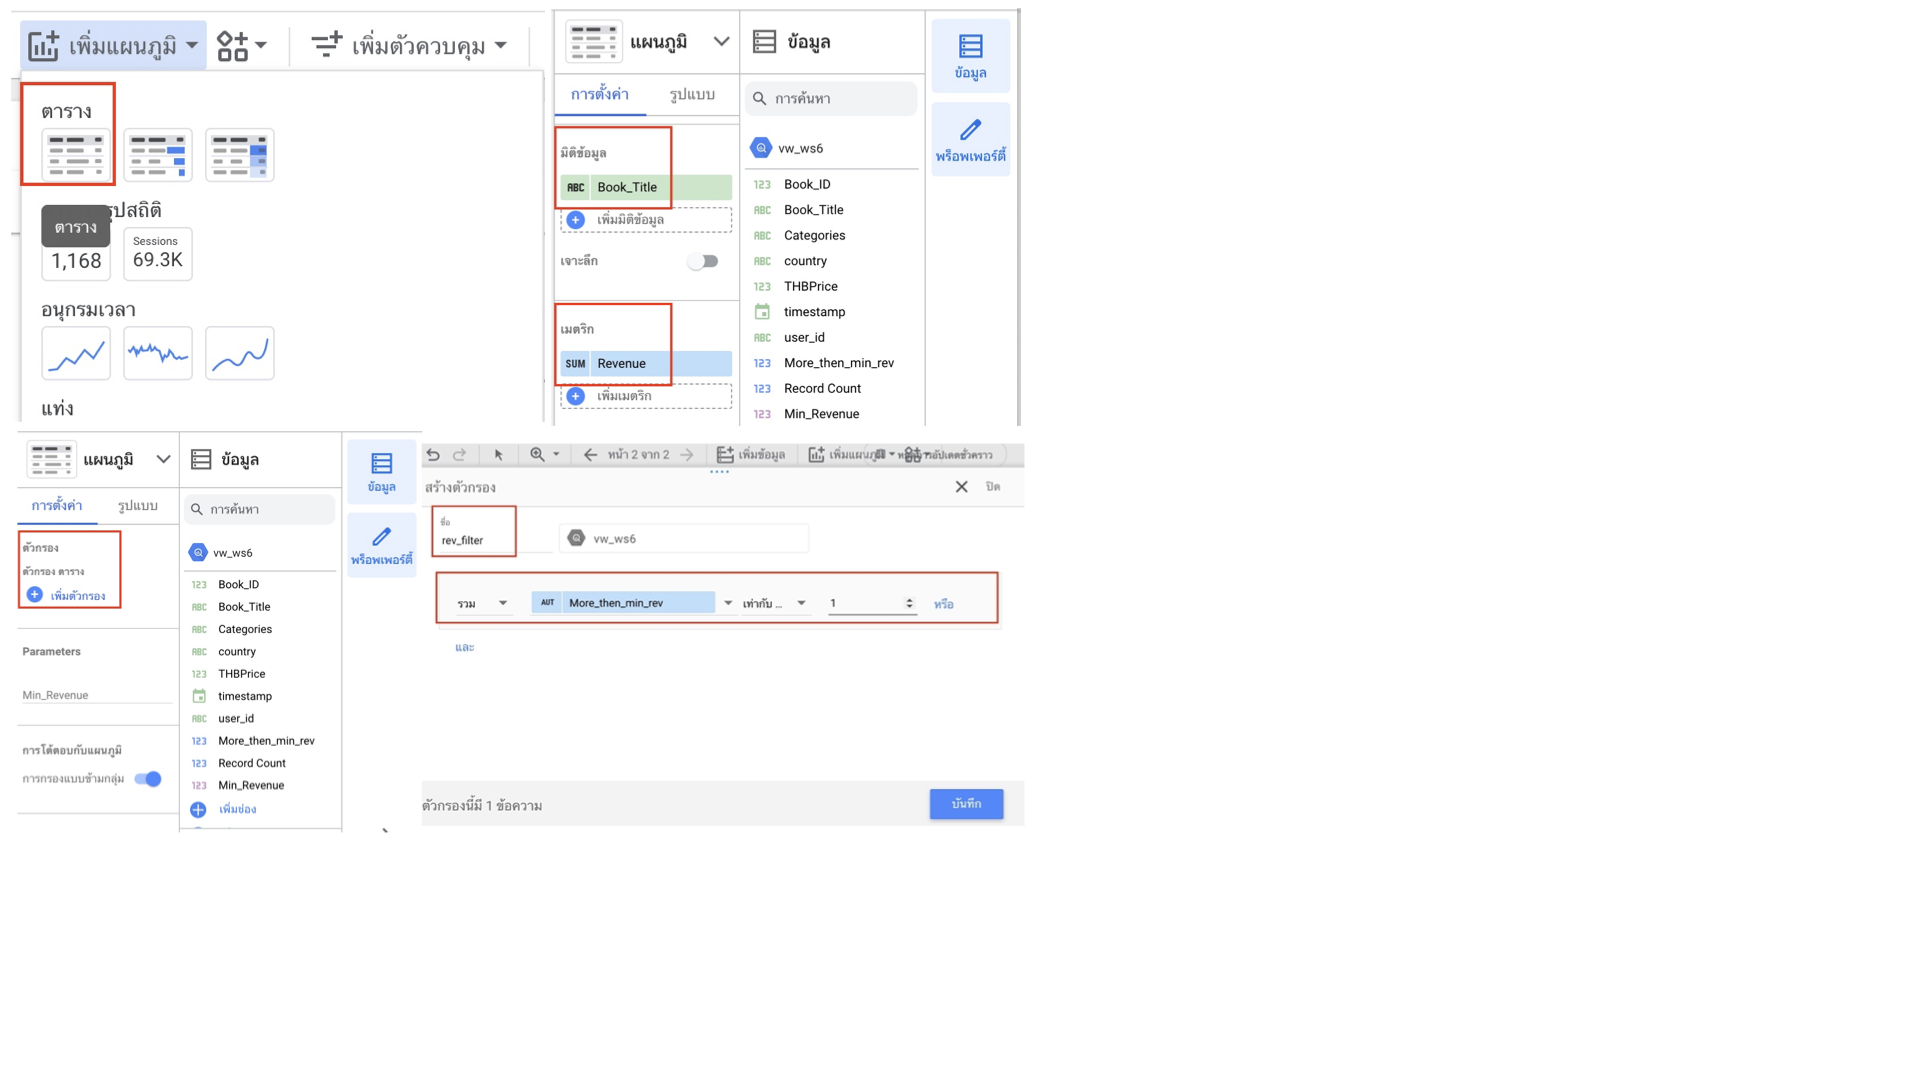 เพิ่มแผนภูมิ
เพิ่มตัวควบคุม
ตาราง
รูปสถิติ
ตาราง
1,168
Sessions
69.3K
อนุกรมเวลา
แท่ง
แผนภูมิ
ข้อมูล
การตั้งค่า
รูปแบบ
การค้นหา
มิติข้อมูล
ABC Book_Title
เพิ่มมิติข้อมูล
เจาะลึก
เมตริก
SUM Revenue
เพิ่มเมตริก
vw_ws6
123 Book_ID
ABC Book_Title
ABC Categories
ABC country
123 THBPrice
timestamp
ABC user_id
123 More_then_min_rev
123 Record Count
123 Min_Revenue
ข้อมูล
พร็อพเพอร์ตี้
แผนภูมิ
ข้อมูล
การตั้งค่า
รูปแบบ
การค้นหา
ตัวกรอง
ตัวกรอง ตาราง
เพิ่มตัวกรอง
Parameters
Min_Revenue
การโต้ตอบกับแผนภูมิ
การกรองแบบข้ามกลุ่ม
vw_ws6
123 Book_ID
ABC Book_Title
ABC Categories
ABC country
123 THBPrice
timestamp
ABC user_id
123 More_then_min_rev
123 Record Count
123 Min_Revenue
เพิ่มช่อง
ข้อมูล
พร็อพเพอร์ตี้
หน้า 2 จาก 2
เพิ่มข้อมูล
เพิ่มแผนภูมิ
สร้างตัวกรอง
ปิด
ชื่อ
rev_filter
vw_ws6
รวม
AUT More_then_min_rev
เท่ากับ ...
1
หรือ
และ
ตัวกรองนี้มี 1 ข้อความ
บันทึก